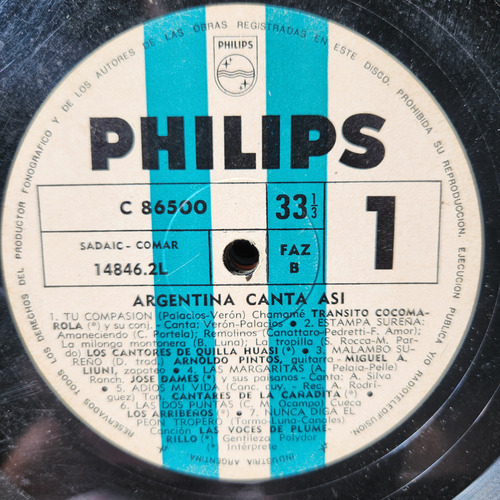 PHILIPS
PHILIPS
C 86500
33 1/3
1
SADAIC - COMAR
14846.2L
FAZ
B
ARGENTINA CANTA ASI
1. TU COMPASION (Palacios-Verón) Chamamé TRANSITO COCOMA-
ROLA (*) y su conj. - Canta: Verón-Palacios • 2. ESTAMPA SUREÑA:
Amaneciendo (C. Portela); Remolinos (Canattaro-Pedretti-F. Amor);
La milonga montanera (B. Luna); La tropilla (S. Rocca-M. Par-
do) LOS CANTORES DE QUILLA HUASI (*) • 3. MALAMBO SU-
REÑO (D. trad.) ARNOLDO PINTOS, guitarra - MIGUEL A.
LIUNI, zapateo • 4. LAS MARGARITAS (A. Pelaia-Pelle)
Ranch. JOSE DAMES (*) y sus paisanos - Canta: A. Silva
• 5. ADIOS MI VIDA (Conc. cuy. - Rec. A. Rodrí-
guez) Ton. CANTARES DE LA CAÑADITA (*) •
6. LAS DOS PUNTAS (C. M. Ocampo) Cueca
LOS ARRIBEÑOS • 7. NUNCA DIGA EL
PEON TROPERO (Tormo-Luna-Canales)
Canción LAS VOCES DE PLUME-
RILLO (*) Gentileza Polydor
(*) Intérprete
RESERVADOS TODOS LOS DERECHOS DEL PRODUCTOR FONOGRAFICO Y DE LOS AUTORES DE LAS OBRAS REGISTRADAS EN ESTE DISCO. PROHIBIDA SU REPRODUCCION, EJECUCION PUBLICA Y/O RADIOTELEDIFUSION
INDUSTRIA ARGENTINA